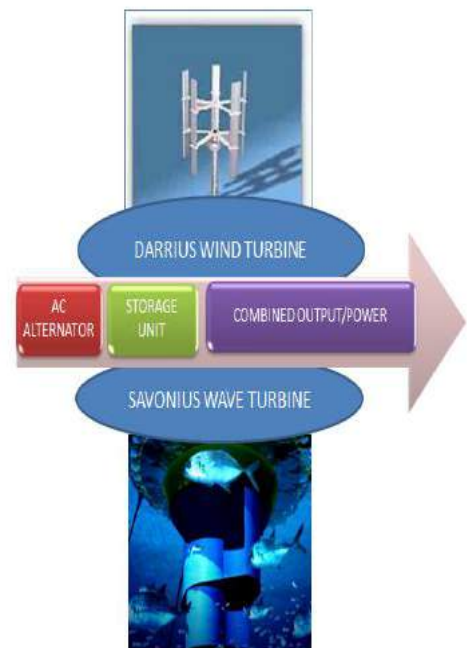 DARRIUS WIND TURBINE
AC
ALTERNATOR
STORAGE
UNIT
COMBINED OUTPUT/POWER
SAVONIUS WAVE TURBINE